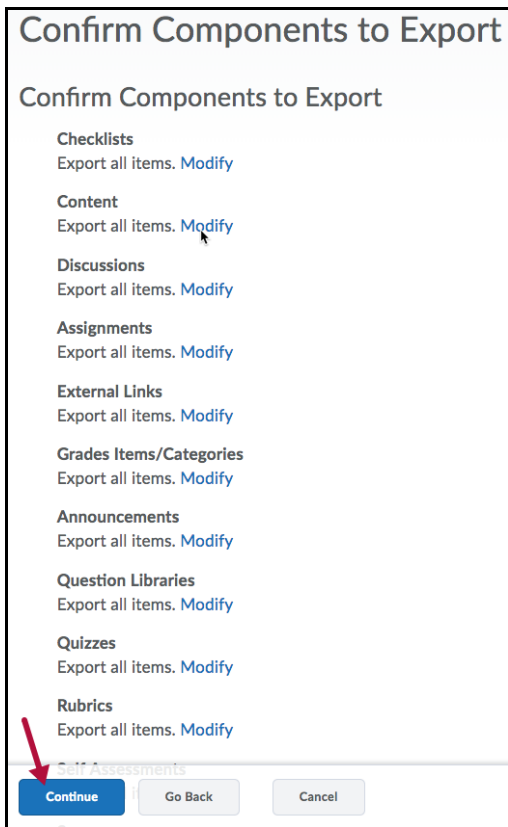 Confirm Components to Export
Confirm Components to Export
Checklists
Export all items. Modify
Content
Export all items. Modify
Discussions
Export all items. Modify
Assignments
Export all items. Modify
External Links
Export all items. Modify
Grades Items/Categories
Export all items. Modify
Announcements
Export all items. Modify
Question Libraries
Export all items. Modify
Quizzes
Export all items. Modify
Rubrics
Export all items. Modify
Self Assessments
Continue Go Back Cancel